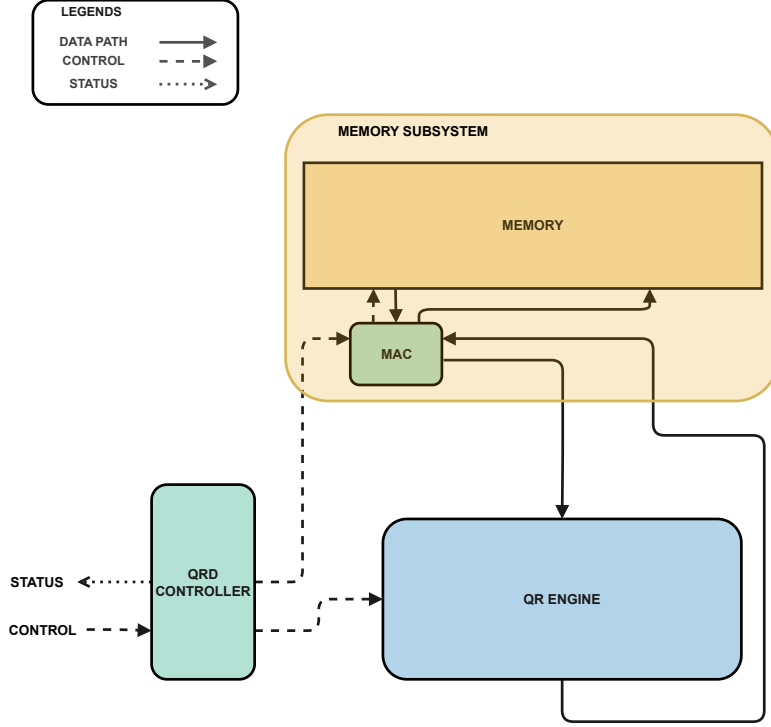 LEGENDS
DATA PATH
CONTROL
STATUS
MEMORY SUBSYSTEM
MEMORY
MAC
QRD
CONTROLLER
STATUS
CONTROL
QR ENGINE